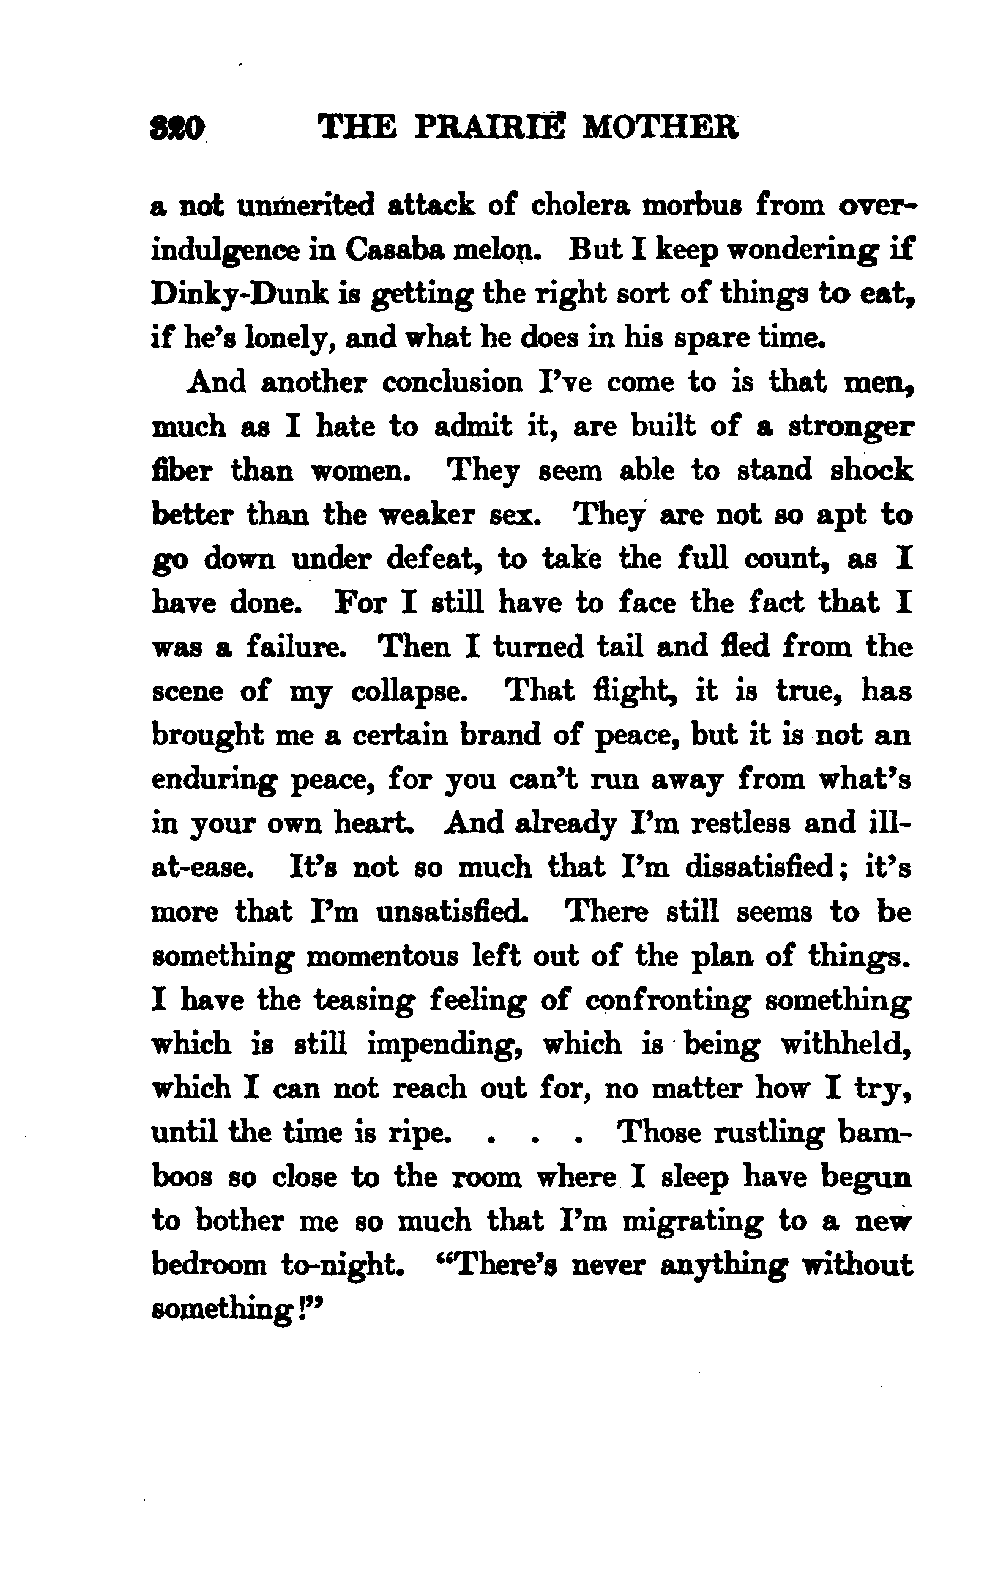 320 THE PRAIRIE MOTHER
a not unmerited attack of cholera morbus from over-
indulgence in Casaba melon. But I keep wondering if
Dinky-Dunk is getting the right sort of things to eat,
if he's lonely, and what he does in his spare time.
And another conclusion I've come to is that men,
much as I hate to admit it, are built of a stronger
fiber than women. They seem able to stand shock
better than the weaker sex. They are not so apt to
go down under defeat, to take the full count, as I
have done. For I still have to face the fact that I
was a failure. Then I turned tail and fled from the
scene of my collapse. That flight, it is true, has
brought me a certain brand of peace, but it is not an
enduring peace, for you can't run away from what's
in your own heart. And already I'm restless and ill-
at-ease. It's not so much that I'm dissatisfied; it's
more that I'm unsatisfied. There still seems to be
something momentous left out of the plan of things.
I have the teasing feeling of confronting something
which is still impending, which is being withheld,
which I can not reach out for, no matter how I try,
until the time is ripe. . . . Those rustling bam-
boos so close to the room where I sleep have begun
to bother me so much that I'm migrating to a new
bedroom to-night. "There's never anything without
something!"